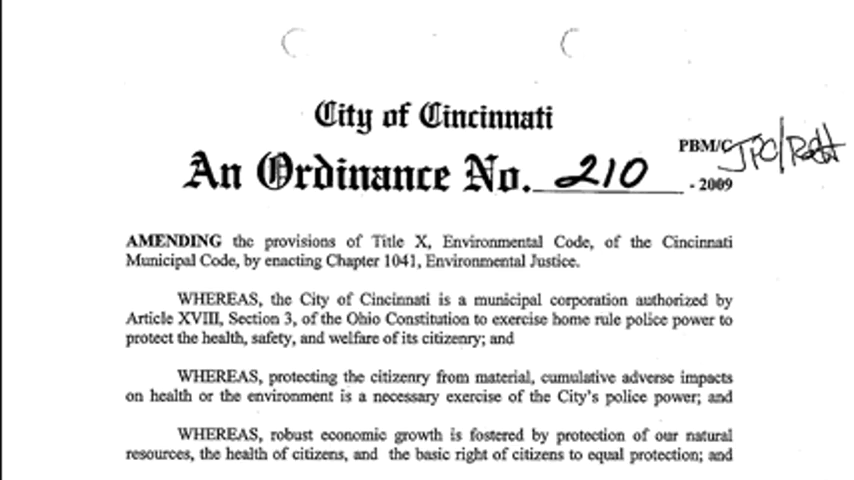 City of Cincinnati
An Ordinance No. 210 - 2009
PBM/
AMENDING the provisions of Title X, Environmental Code, of the Cincinnati
Municipal Code, by enacting Chapter 1041, Environmental Justice.
WHEREAS, the City of Cincinnati is a municipal corporation authorized by
Article XVIII, Section 3, of the Ohio Constitution to exercise home rule police power to
protect the health, safety, and welfare of its citizenry; and
WHEREAS, protecting the citizenry from material, cumulative adverse impacts
on health or the environment is a necessary exercise of the City's police power; and
WHEREAS, robust economic growth is fostered by protection of our natural
resources, the health of citizens, and the basic right of citizens to equal protection; and